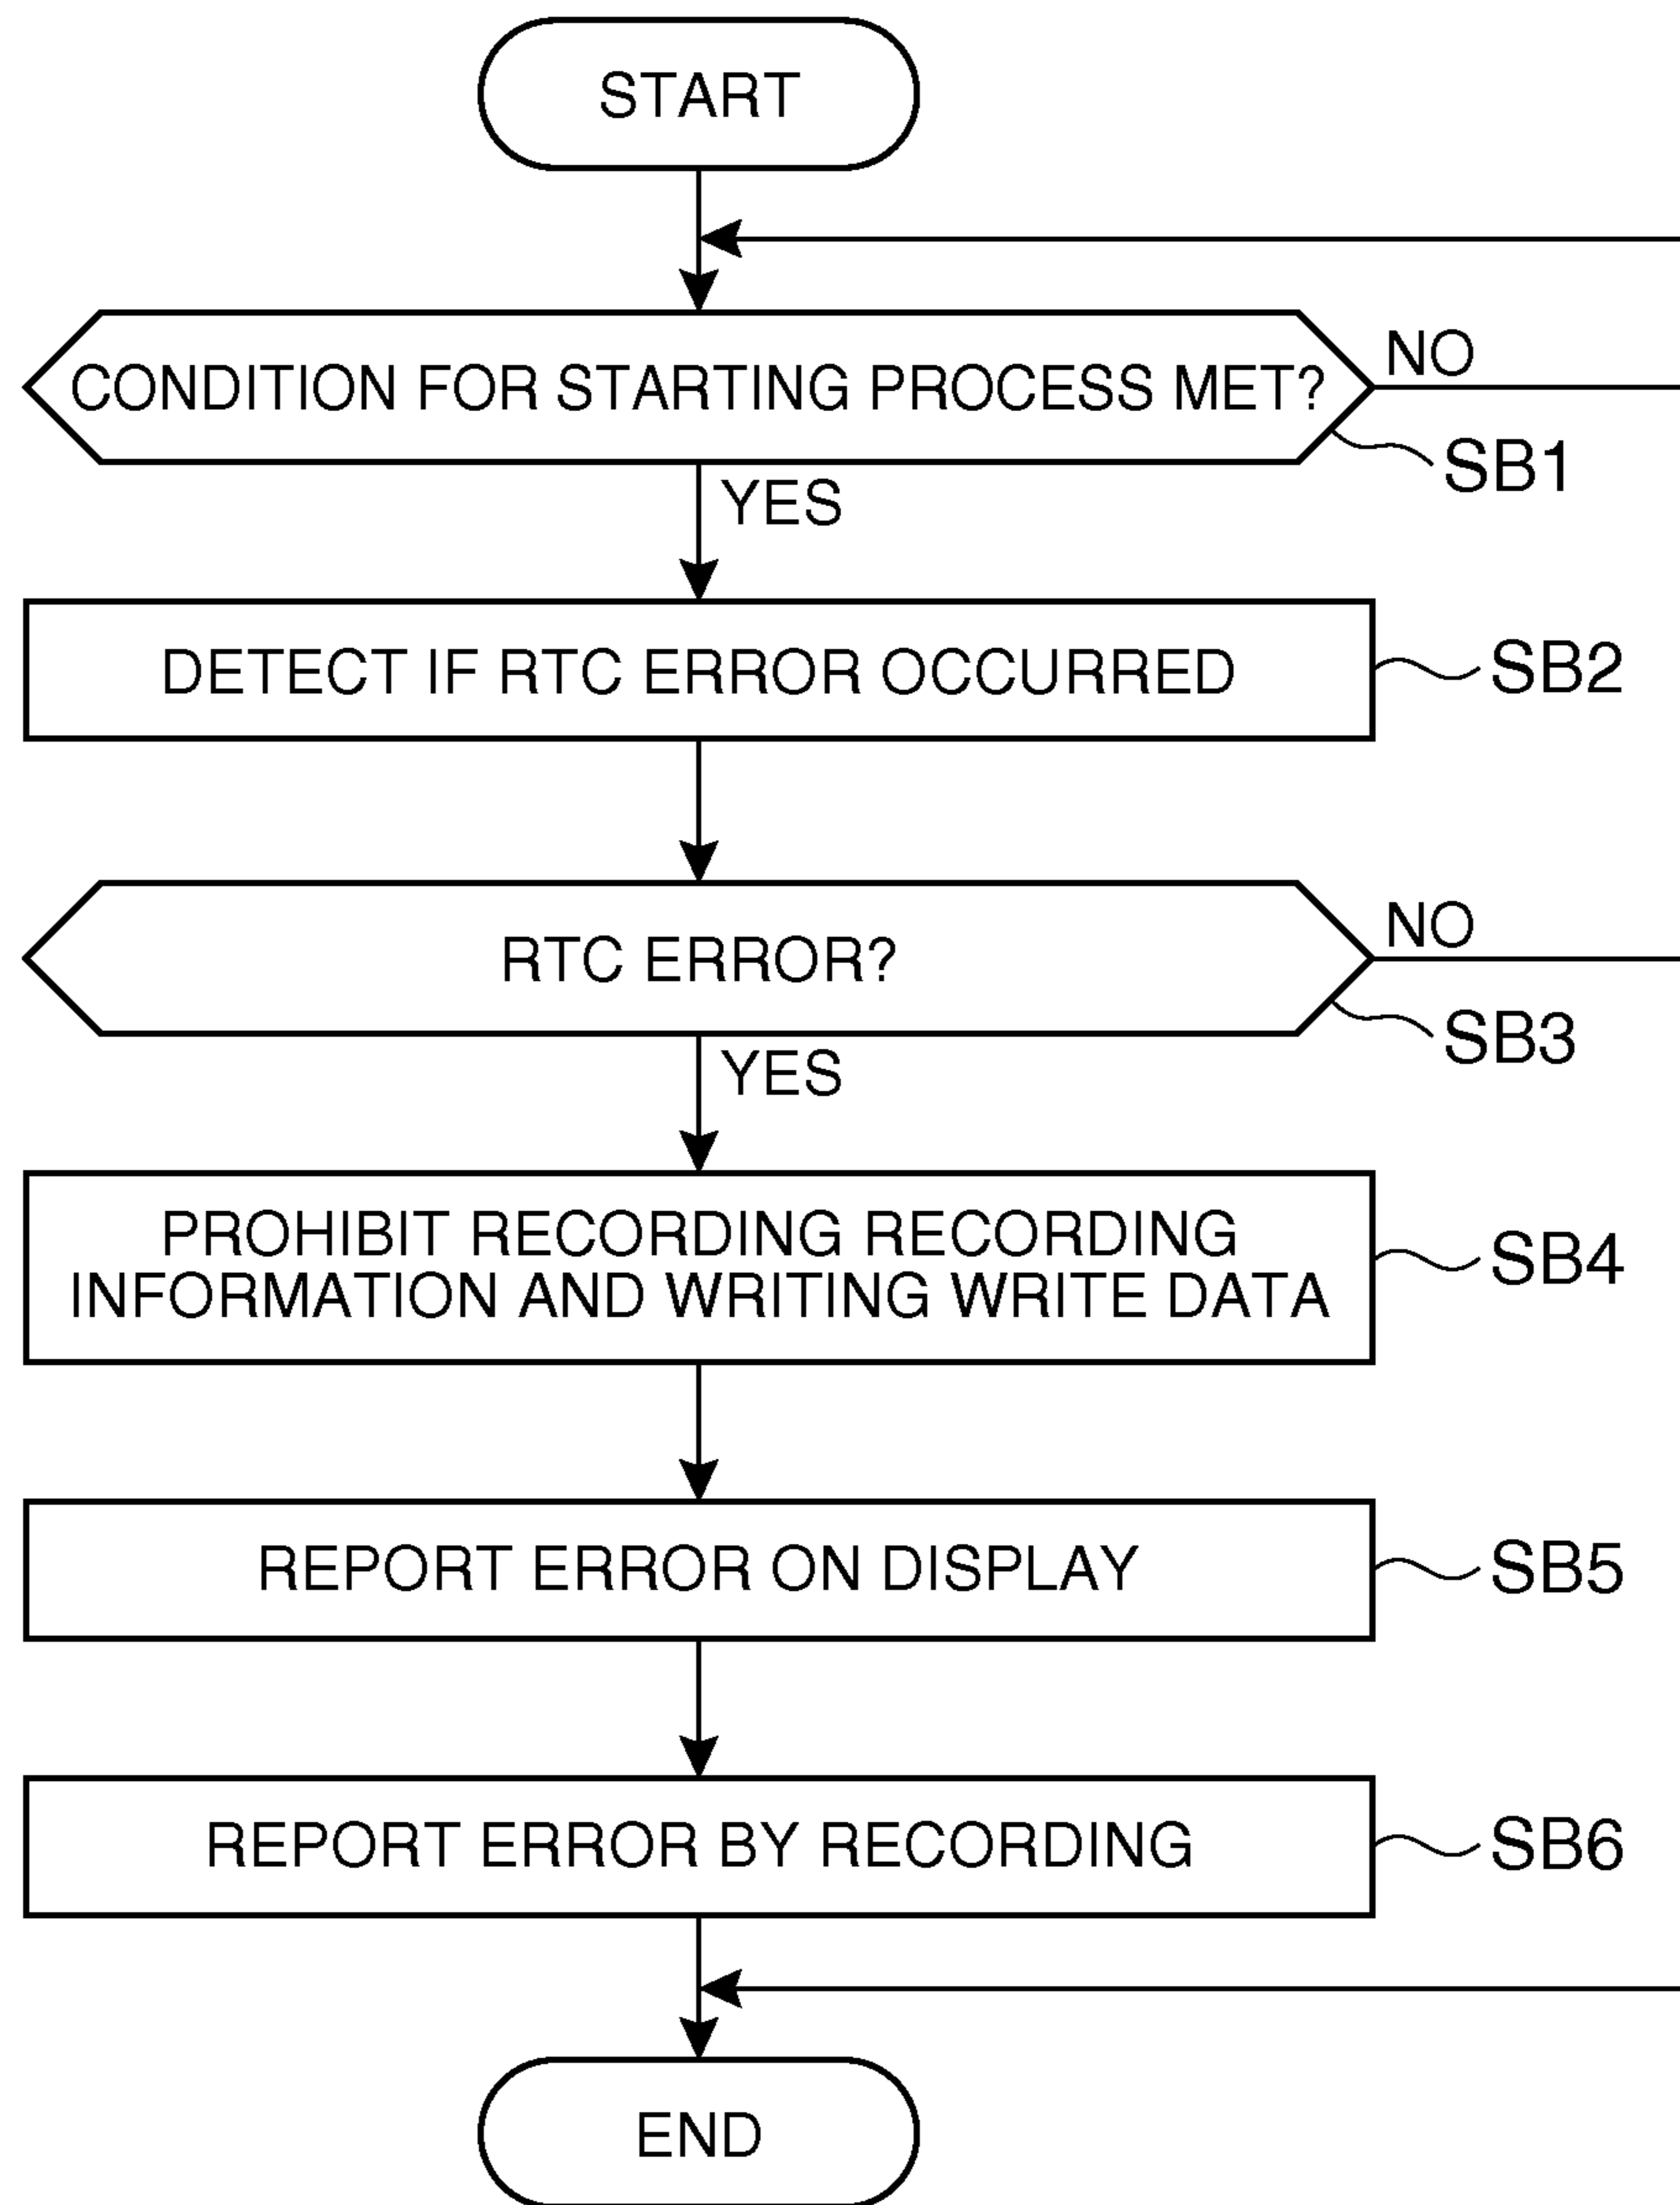 START
CONDITION FOR STARTING PROCESS MET?
NO
SB1
YES
DETECT IF RTC ERROR OCCURRED
SB2
RTC ERROR?
NO
SB3
YES
PROHIBIT RECORDING RECORDING
INFORMATION AND WRITING WRITE DATA
SB4
REPORT ERROR ON DISPLAY
SB5
REPORT ERROR BY RECORDING
SB6
END